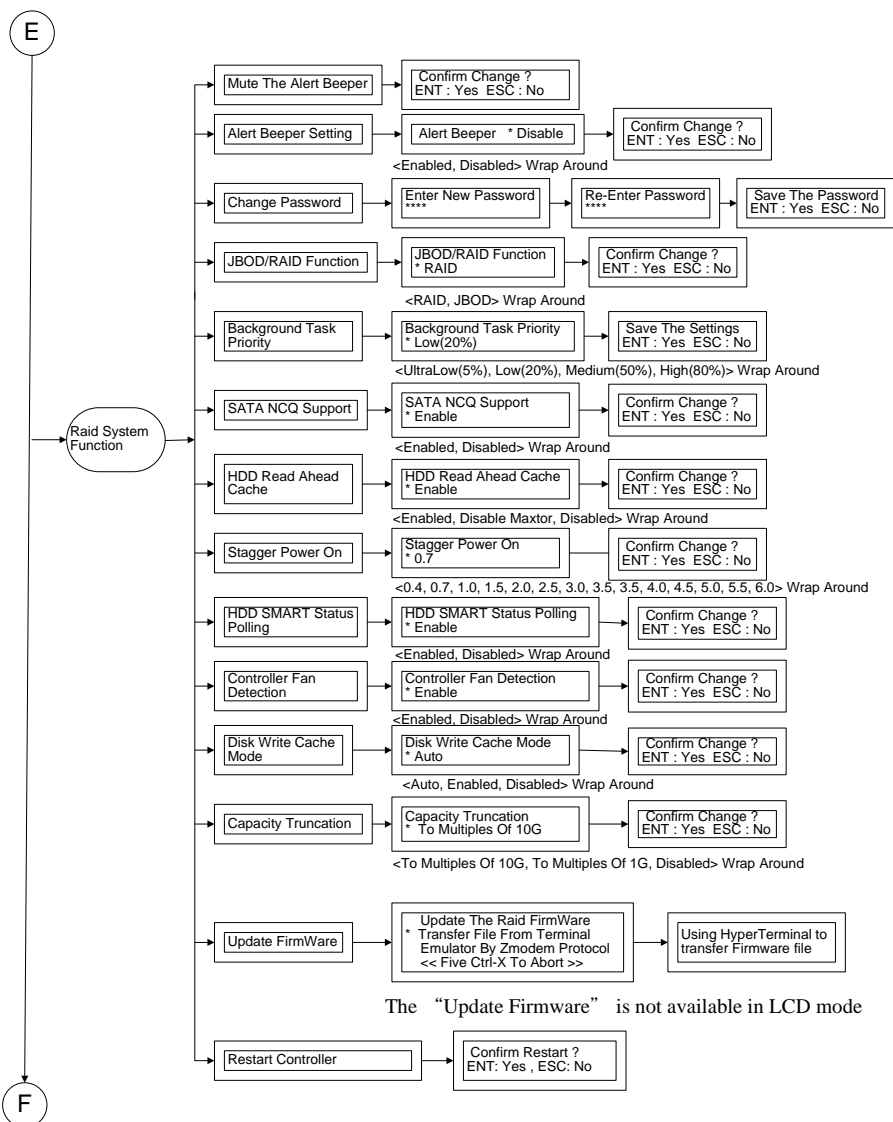 E
Mute The Alert Beeper
Confirm Change ?
ENT : Yes ESC : No
Alert Beeper Setting
Alert Beeper * Disable
Confirm Change ?
ENT : Yes ESC : No
<Enabled, Disabled> Wrap Around
Change Password
Enter New Password
****
Re-Enter Password
****
Save The Password
ENT : Yes ESC : No
JBOD/RAID Function
JBOD/RAID Function
* RAID
Confirm Change ?
ENT : Yes ESC : No
<RAID, JBOD> Wrap Around
Background Task
Priority
Background Task Priority
* Low(20%)
Save The Settings
ENT : Yes ESC : No
<UltraLow(5%), Low(20%), Medium(50%), High(80%)> Wrap Around
Raid System
Function
SATA NCQ Support
SATA NCQ Support
* Enable
Confirm Change ?
ENT : Yes ESC : No
<Enabled, Disabled> Wrap Around
HDD Read Ahead
Cache
HDD Read Ahead Cache
* Enable
Confirm Change ?
ENT : Yes ESC : No
<Enabled, Disable Maxtor, Disabled> Wrap Around
Stagger Power On
Stagger Power On
* 0.7
Confirm Change ?
ENT : Yes ESC : No
<0.4, 0.7, 1.0, 1.5, 2.0, 2.5, 3.0, 3.5, 3.5, 4.0, 4.5, 5.0, 5.5, 6.0> Wrap Around
HDD SMART Status
Polling
HDD SMART Status Polling
* Enable
Confirm Change ?
ENT : Yes ESC : No
<Enabled, Disabled> Wrap Around
Controller Fan
Detection
Controller Fan Detection
* Enable
Confirm Change ?
ENT : Yes ESC : No
<Enabled, Disabled> Wrap Around
Disk Write Cache
Mode
Disk Write Cache Mode
* Auto
Confirm Change ?
ENT : Yes ESC : No
<Auto, Enabled, Disabled> Wrap Around
Capacity Truncation
Capacity Truncation
* To Multiples Of 10G
Confirm Change ?
ENT : Yes ESC : No
<To Multiples Of 10G, To Multiples Of 1G, Disabled> Wrap Around
Update FirmWare
Update The Raid FirmWare
* Transfer File From Terminal
Emulator By Zmodem Protocol
<< Five Ctrl-X To Abort >>
Using HyperTerminal to
transfer Firmware file
The “Update Firmware” is not available in LCD mode
Restart Controller
Confirm Restart ?
ENT: Yes , ESC: No
F